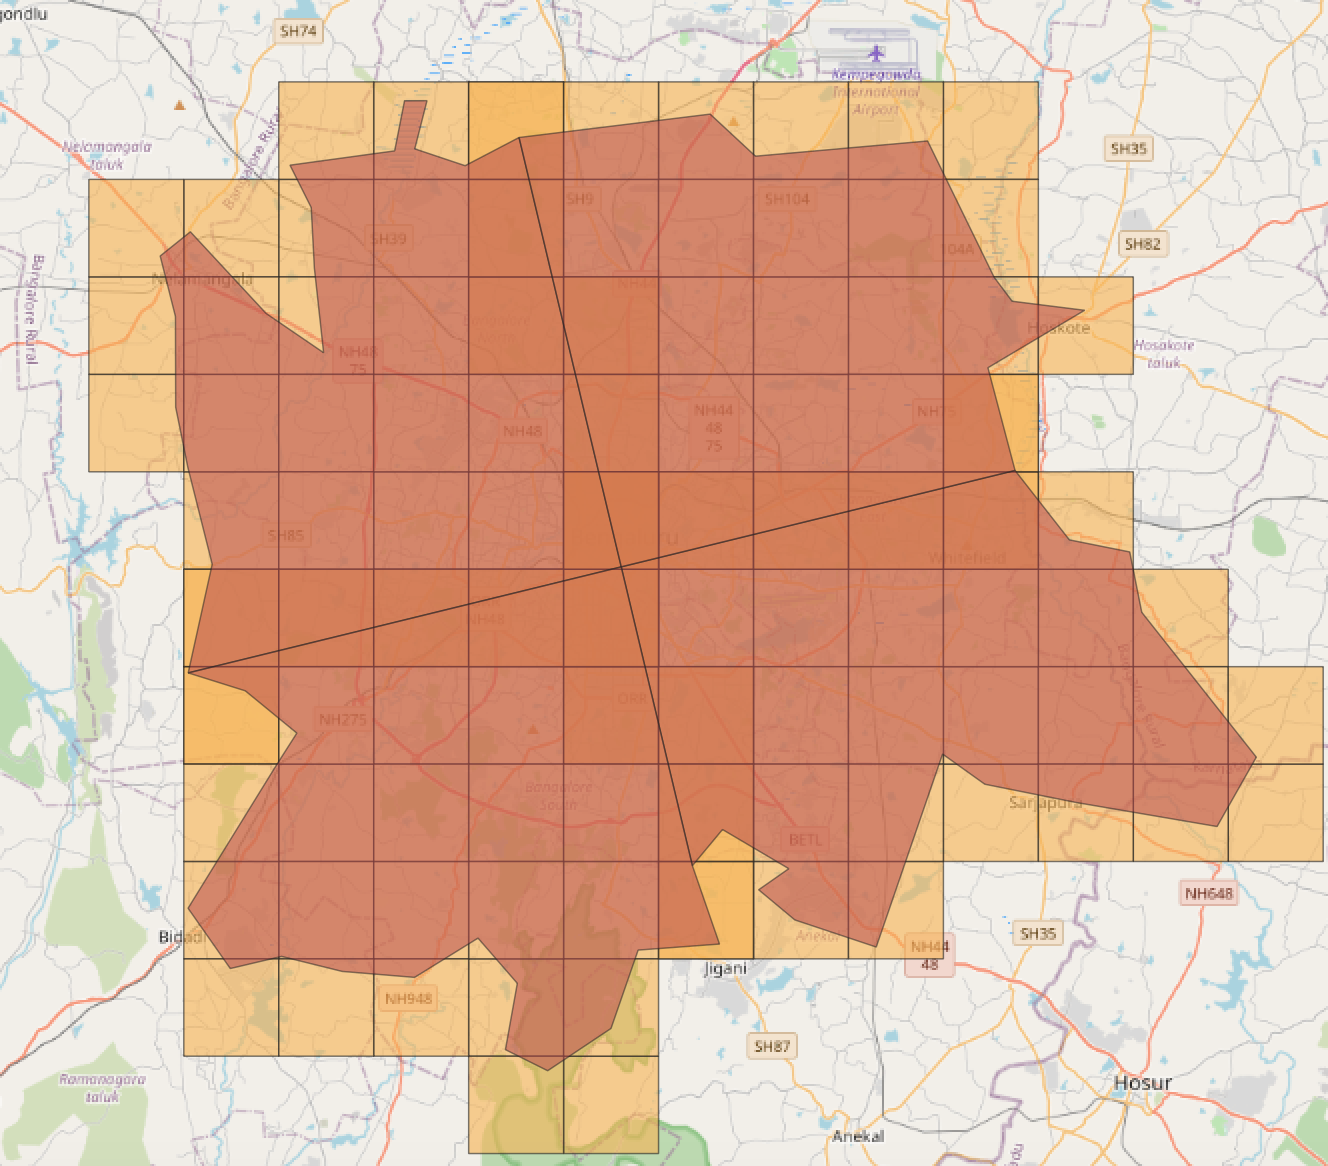 gondlu
SH74
Kempegowda
International
Airport
Nelamangala
taluk
Bangalore Rural
SH35
SH9
SH104
SH39
104A
SH82
Bangalore Rural
Nelamangala
NH44
Hoskote
Hosakote
taluk
NH48
75
NH44
48
75
NH75
NH48
SH85
Whitefield
NH48
Bangalore Rural
ORR
NH275
Bangalore
South
Sarjapura
BETL
NH648
Bidadi
Anekal
SH35
NH44
48
Jigani
NH948
SH87
Ramanagara
taluk
Hosur
Anekal